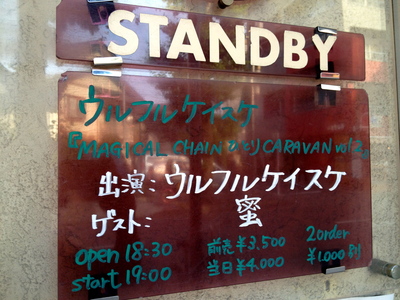 STANDBY
ウルフルケイスケ
『MAGICAL CHAIN ひとりCARAVAN vol.2』
出演：ウルフルケイスケ
ゲスト： 蜜
open 18:30 前売¥3,500 2order
start 19:00 当日¥4,000 ¥1,000より